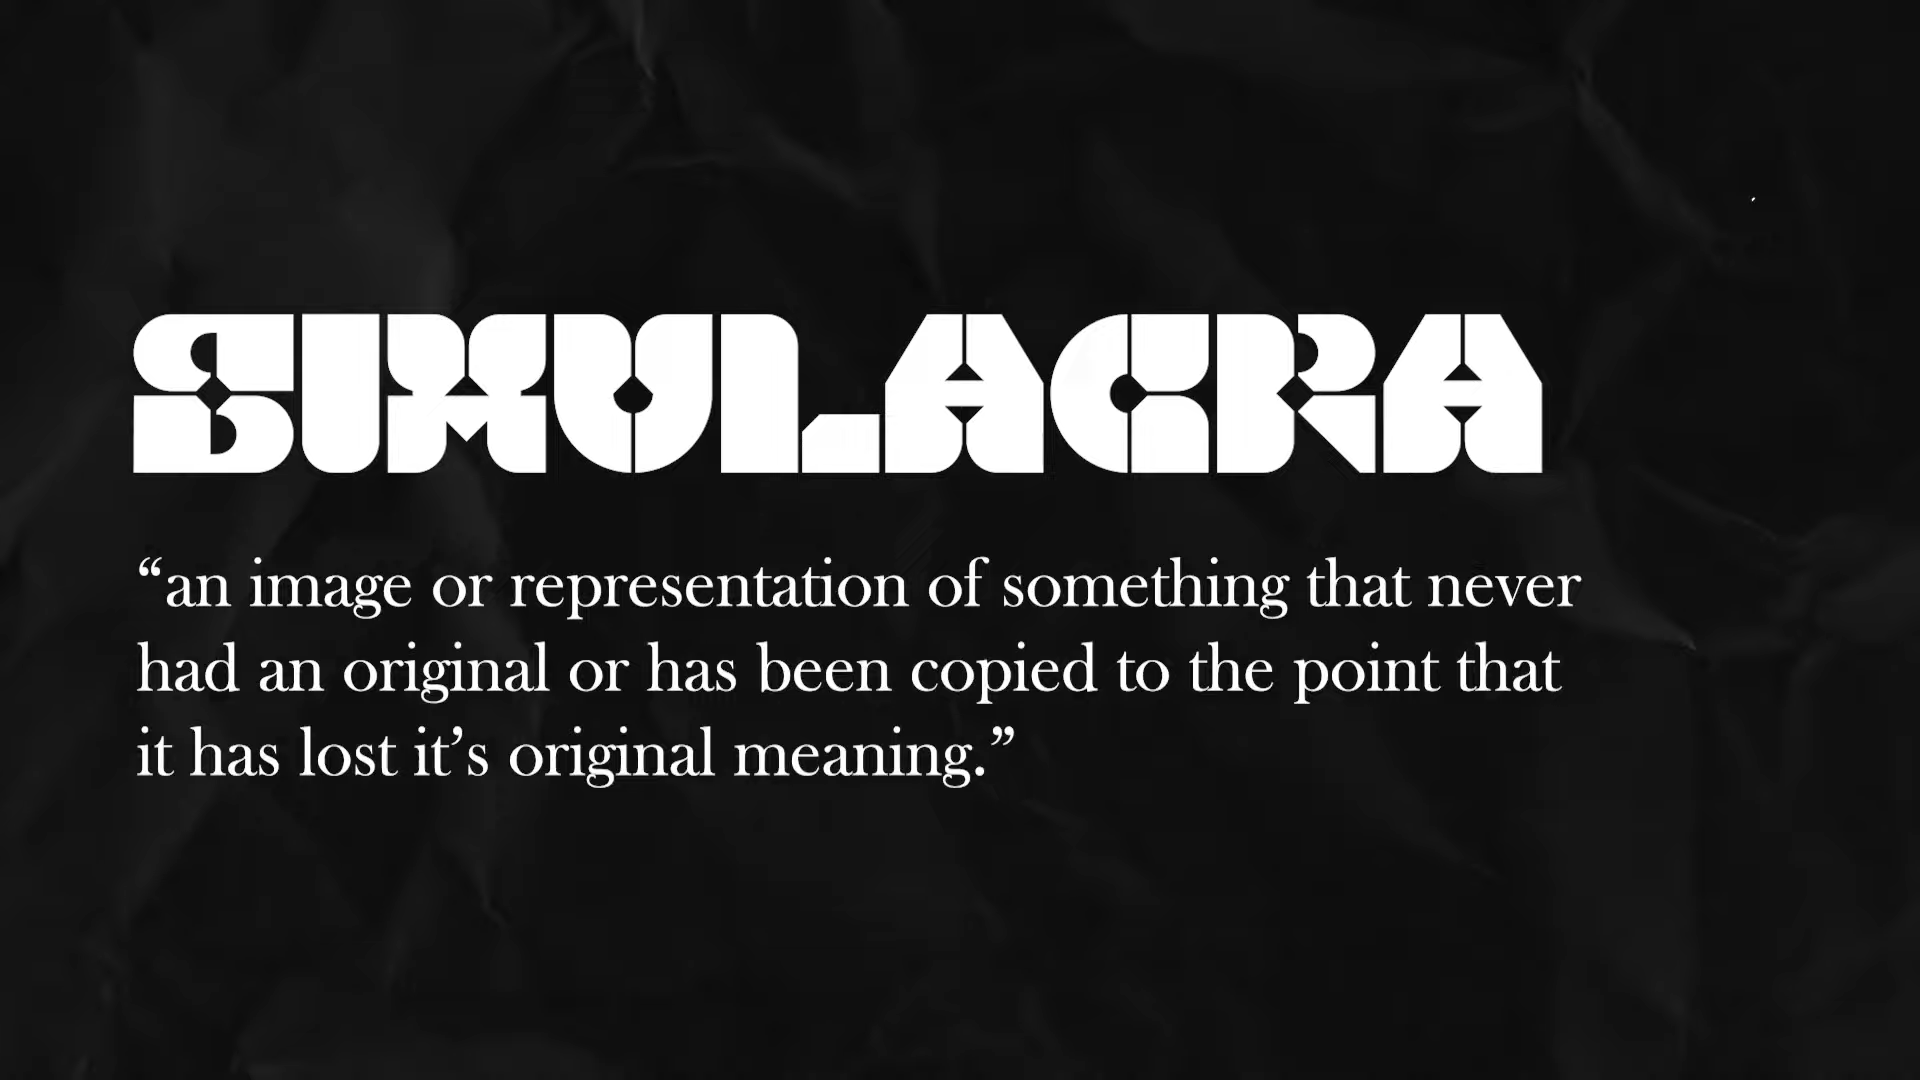 SIMULACRA
“an image or representation of something that never
had an original or has been copied to the point that
it has lost it’s original meaning.”